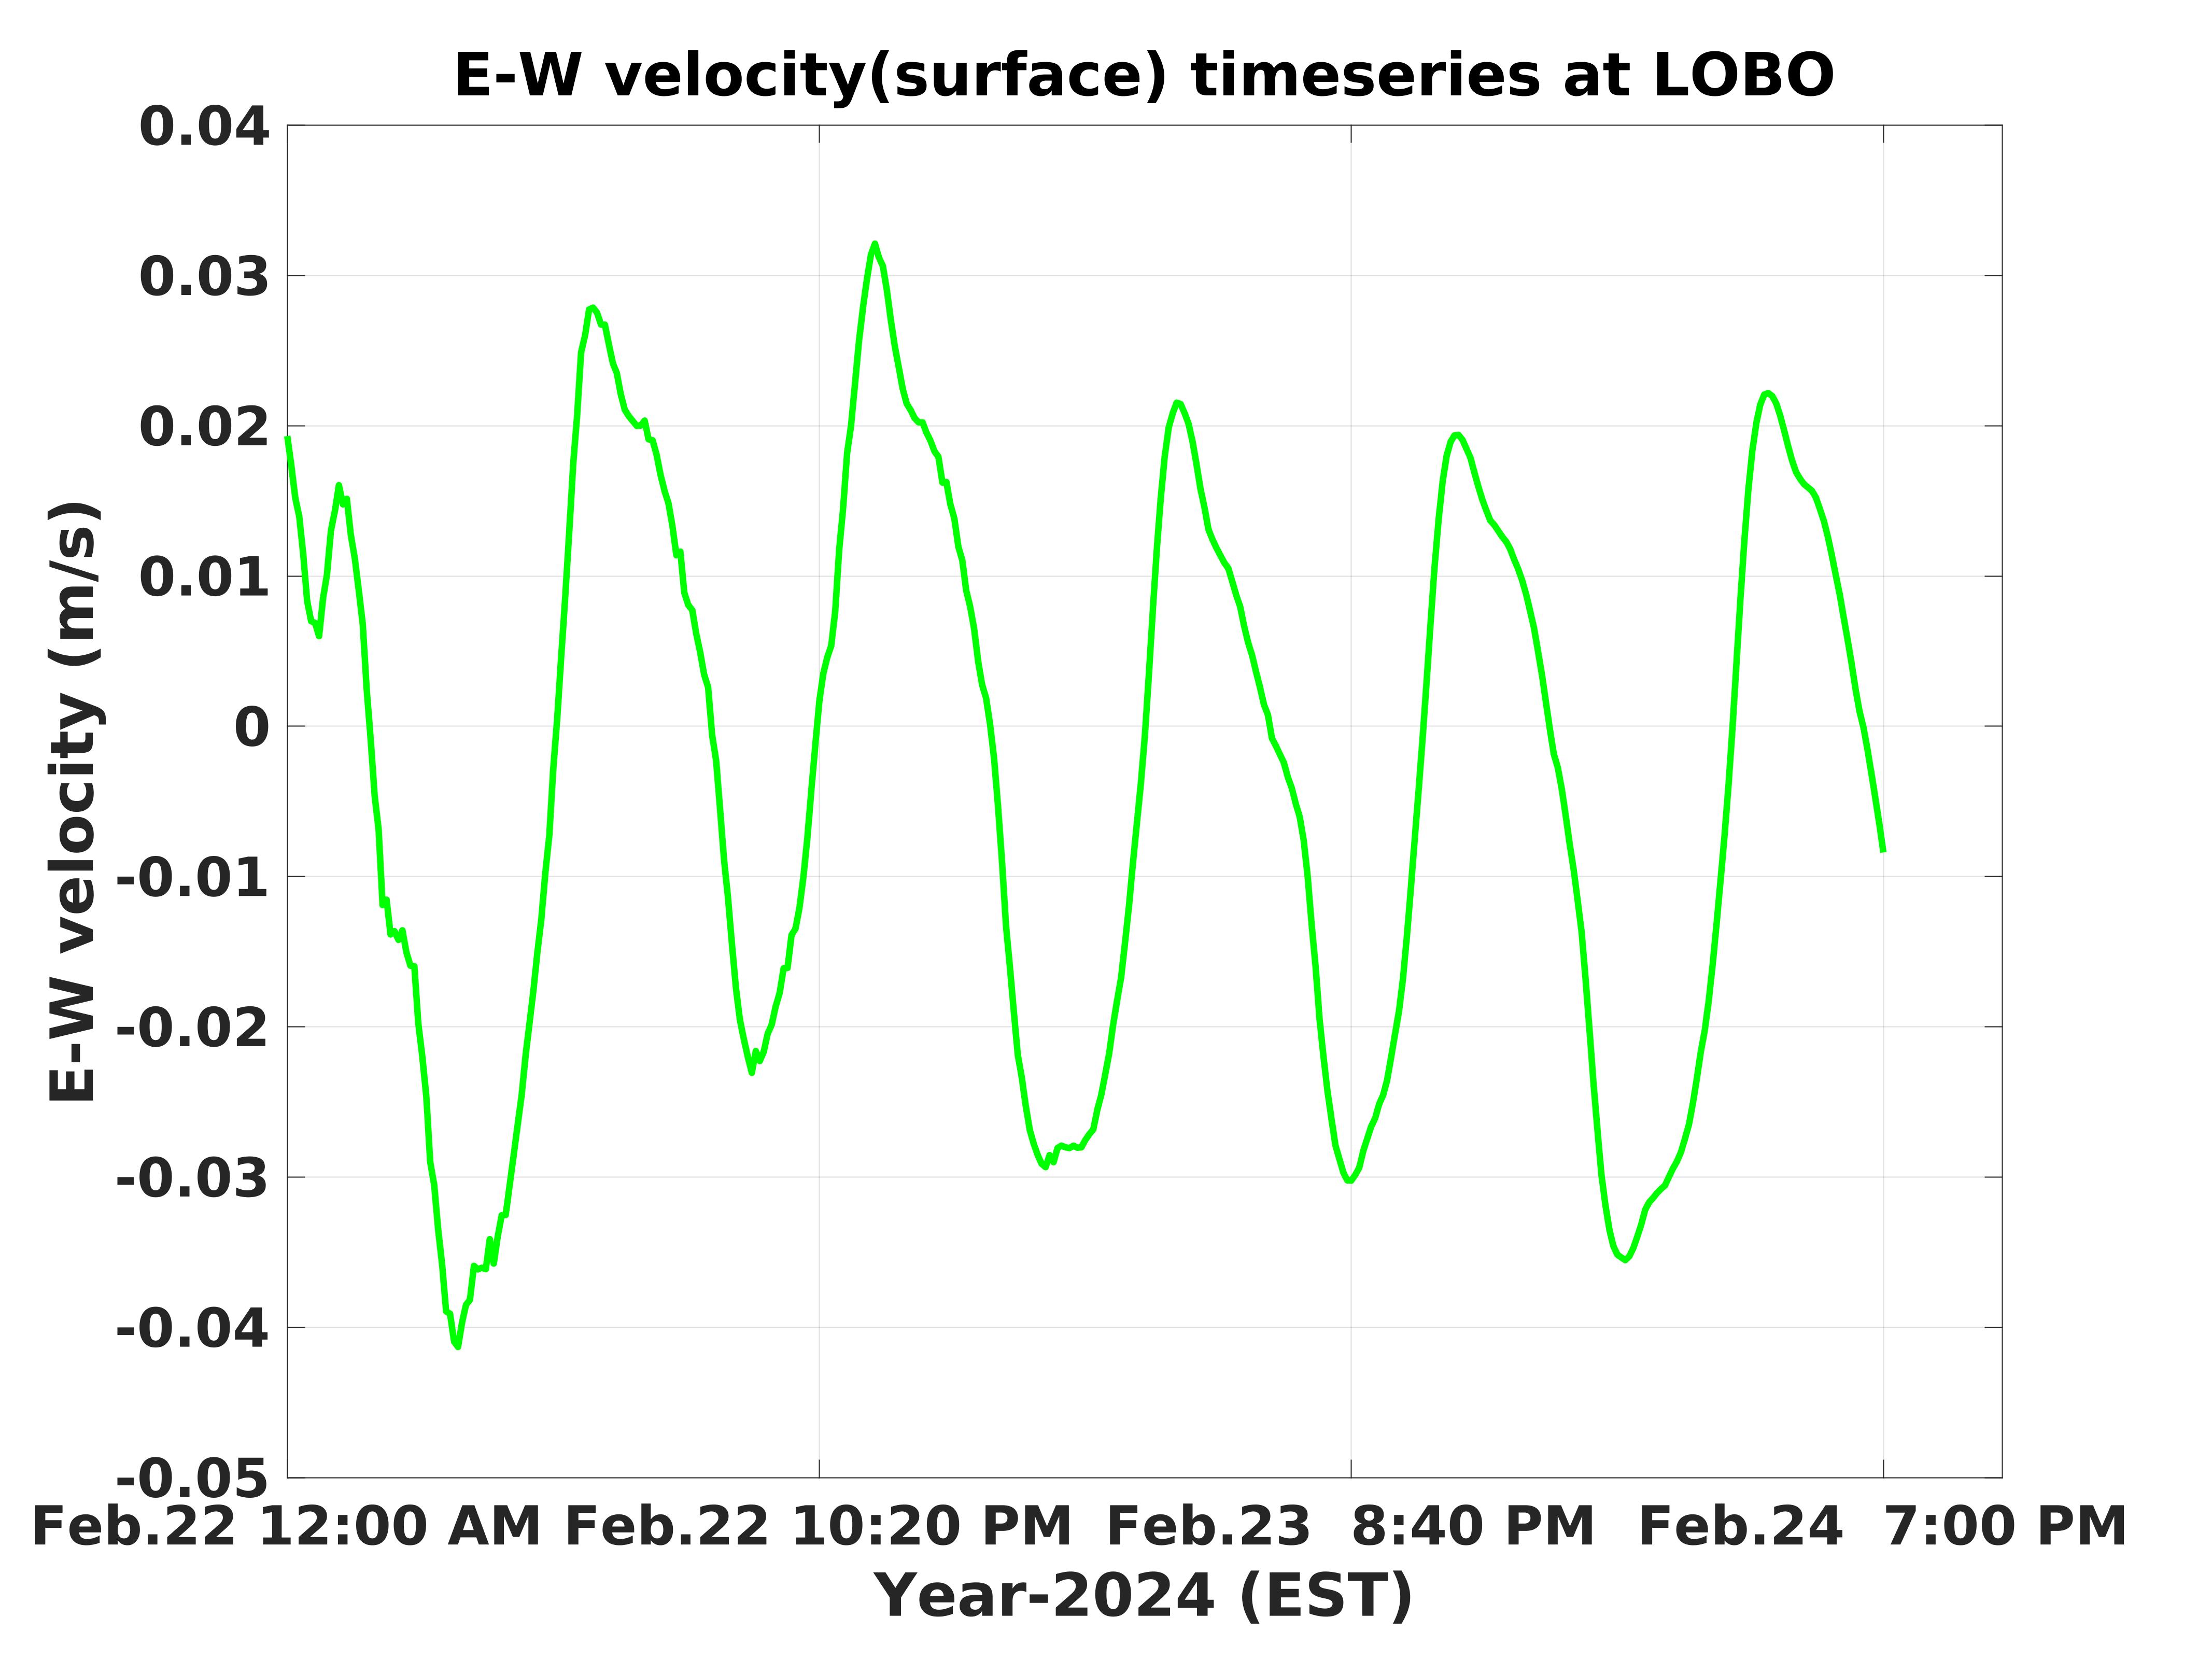 E-W velocity(surface) timeseries at LOBO
0.04
0.03
0.02
0.01
0
-0.01
-0.02
-0.03
-0.04
-0.05
E-W velocity (m/s)
Feb.22 12:00 AM Feb.22 10:20 PM Feb.23 8:40 PM Feb.24 7:00 PM
Year-2024 (EST)